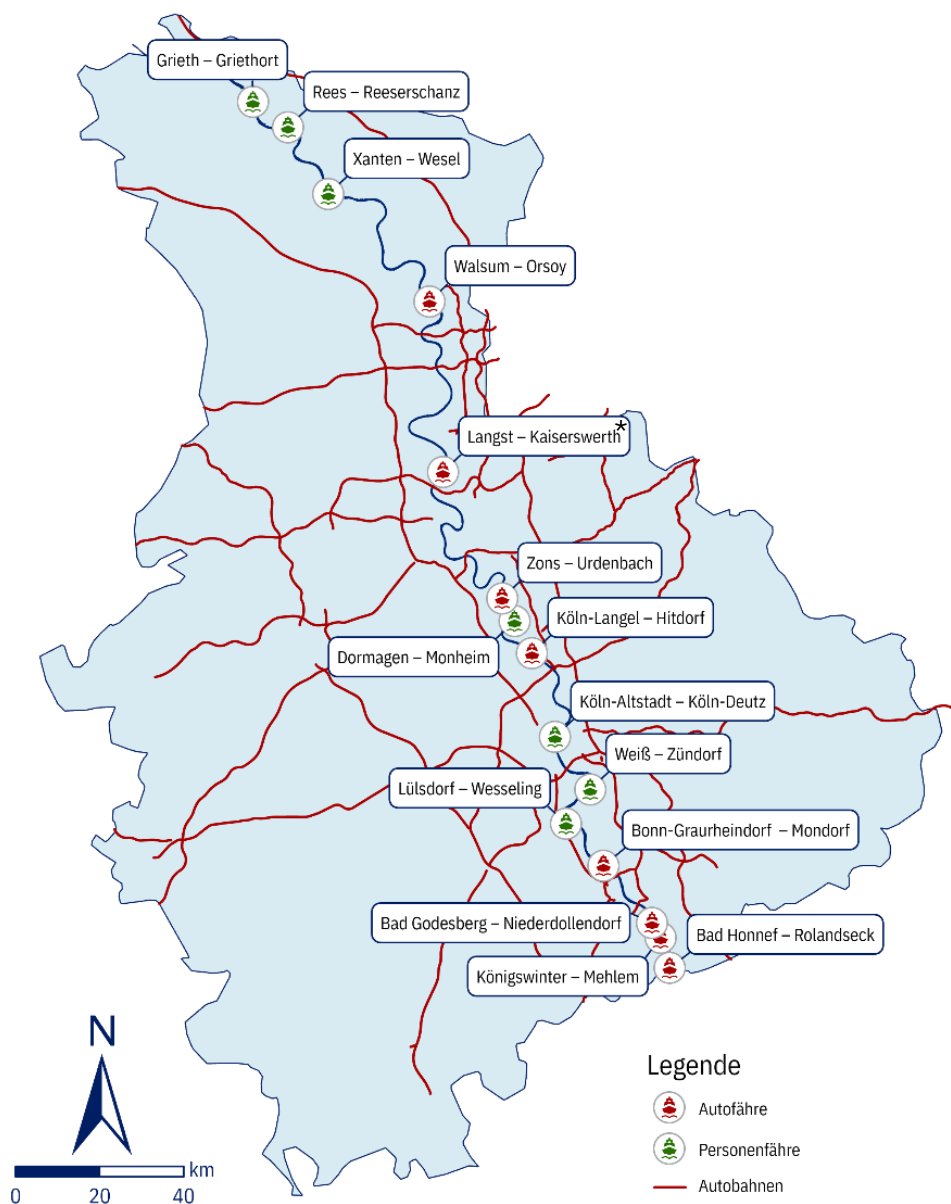 Grieth – Griethort
Rees – Reeserschanz
Xanten – Wesel
Walsum – Orsoy
Langst – Kaiserswerth*
Zons – Urdenbach
Köln-Langel – Hitdorf
Dormagen – Monheim
Köln-Altstadt – Köln-Deutz
Weiß – Zündorf
Lülsdorf – Wesseling
Bonn-Graurheindorf – Mondorf
Bad Godesberg – Niederdollendorf
Bad Honnef – Rolandseck
Königswinter – Mehlem
N
km
0 20 40
Legende
Autofähre
Personenfähre
Autobahnen